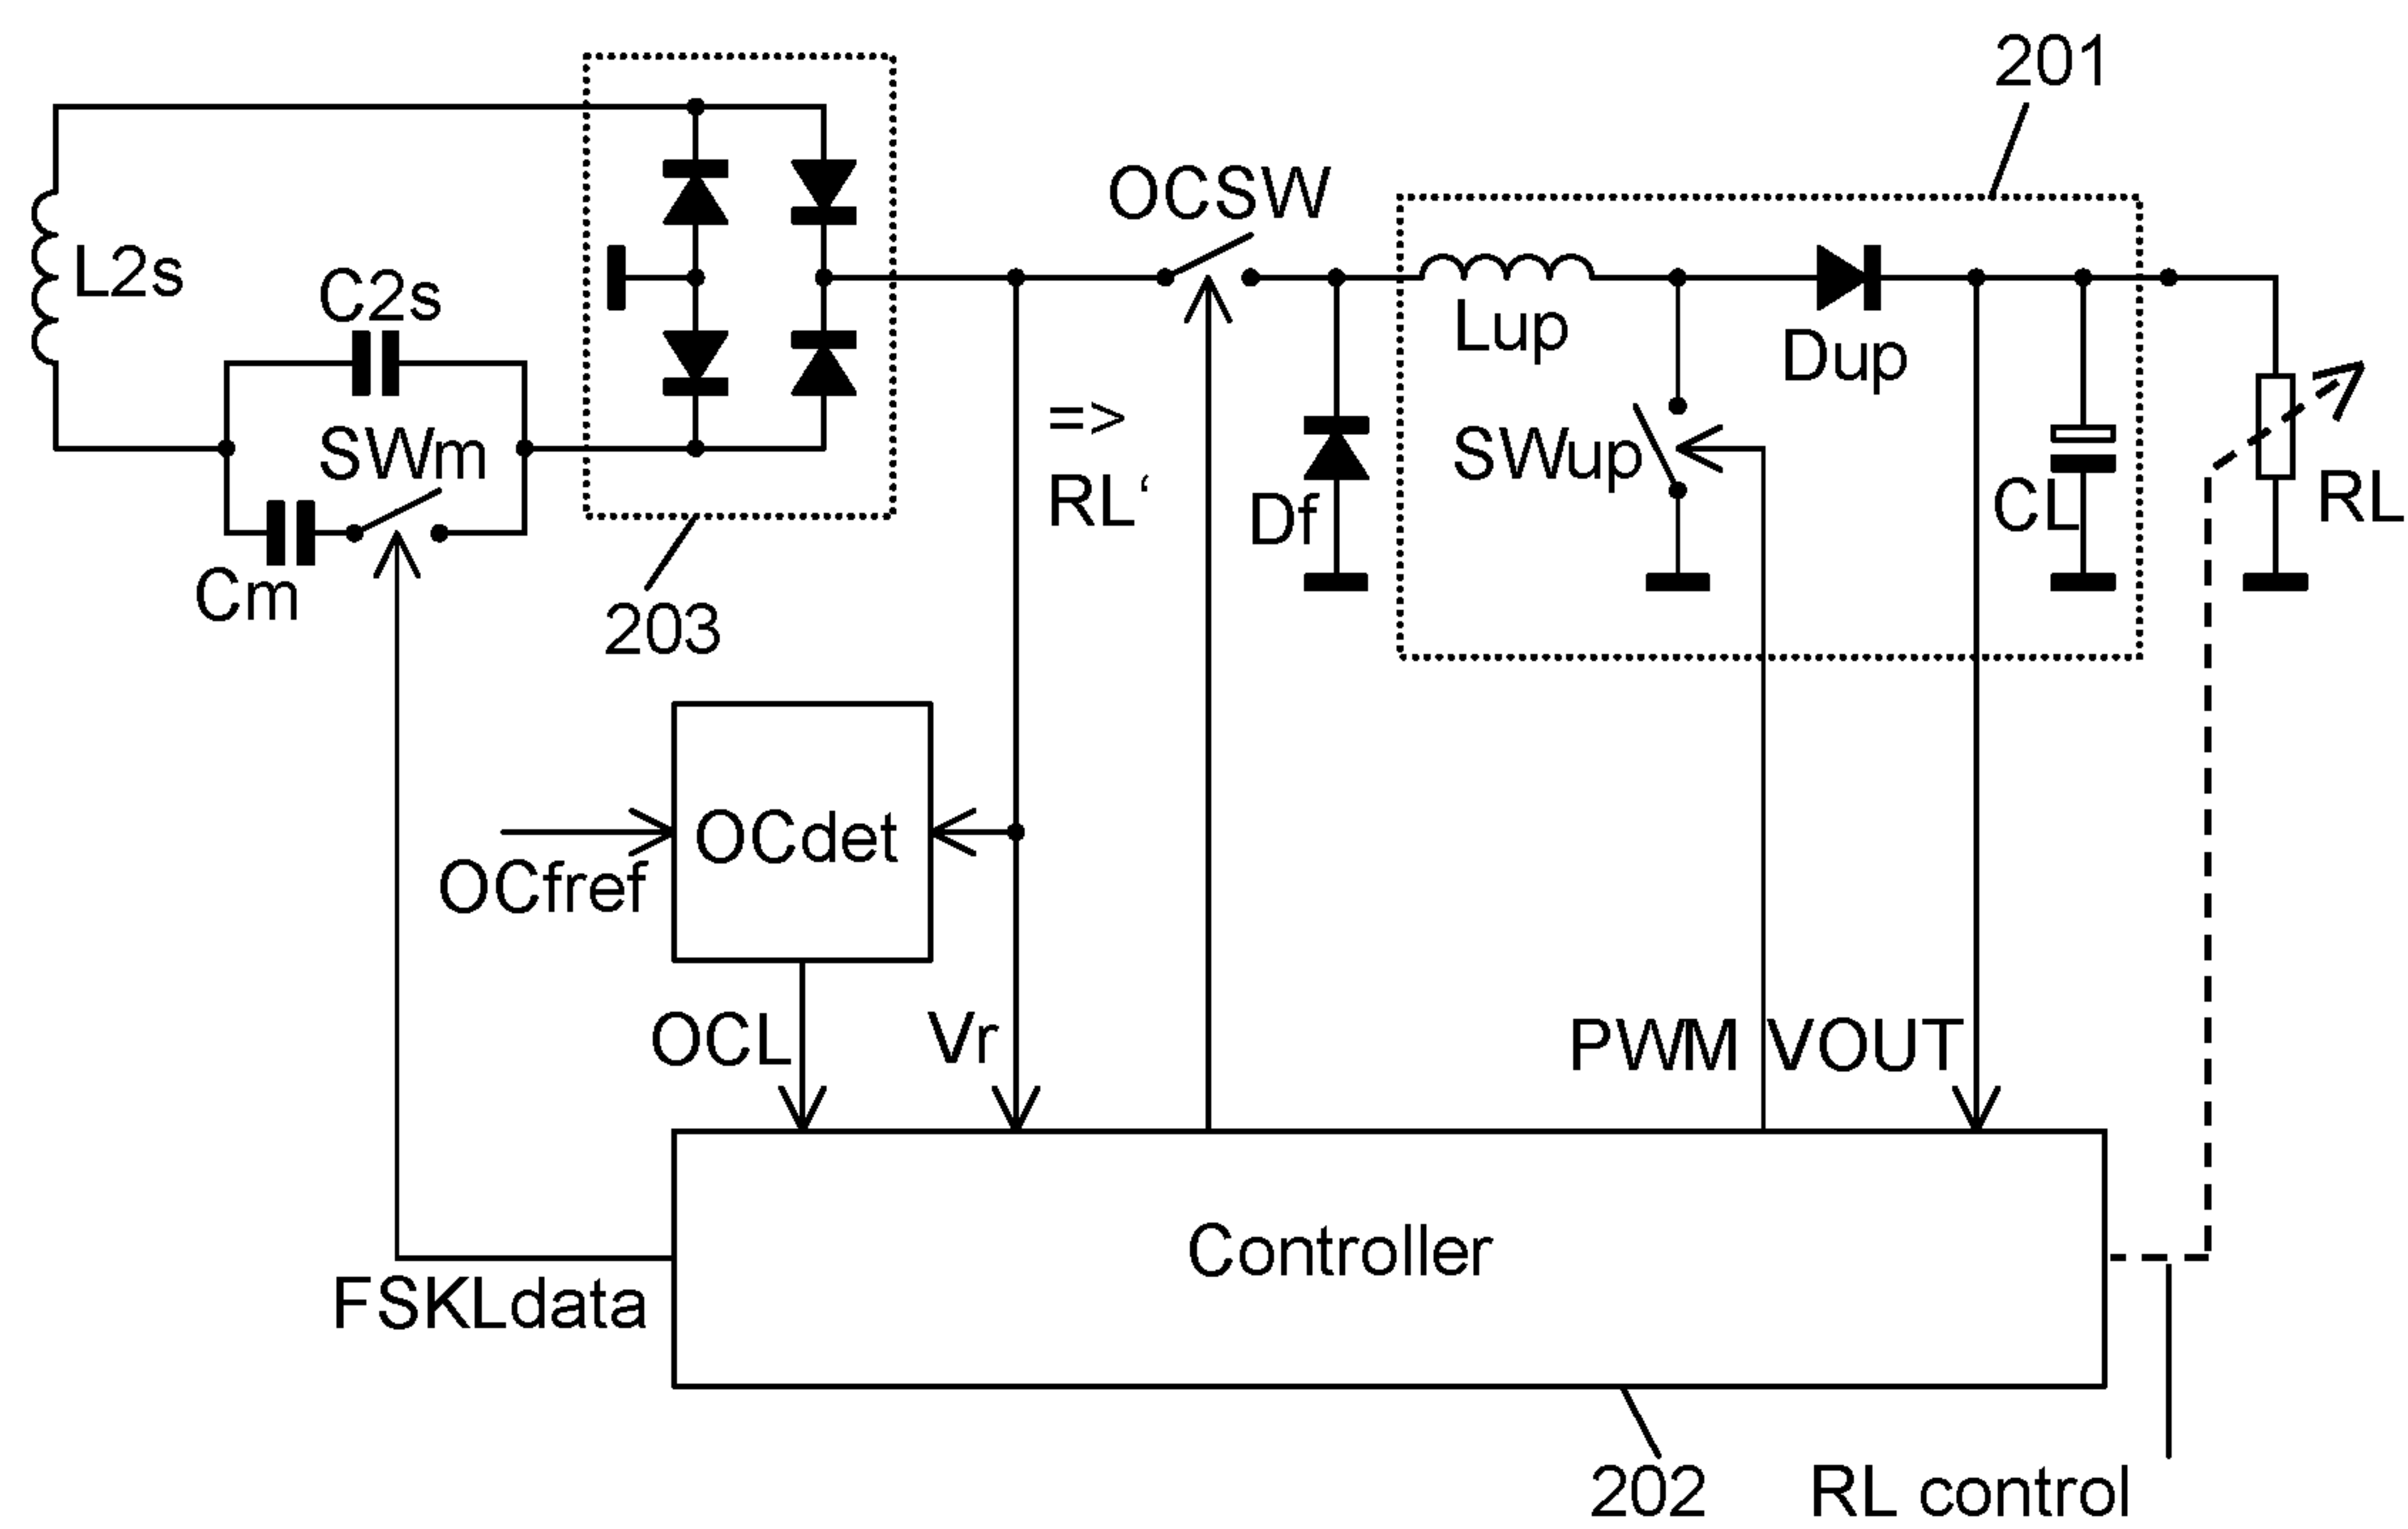 201
OCSW
L2s
C2s
Lup
Dup
=>
RL‘
SWm
SWup
Df
CL
RL
Cm
203
OCdet
OCfref
OCL
Vr
PWM
VOUT
Controller
FSKLdata
202
RL control